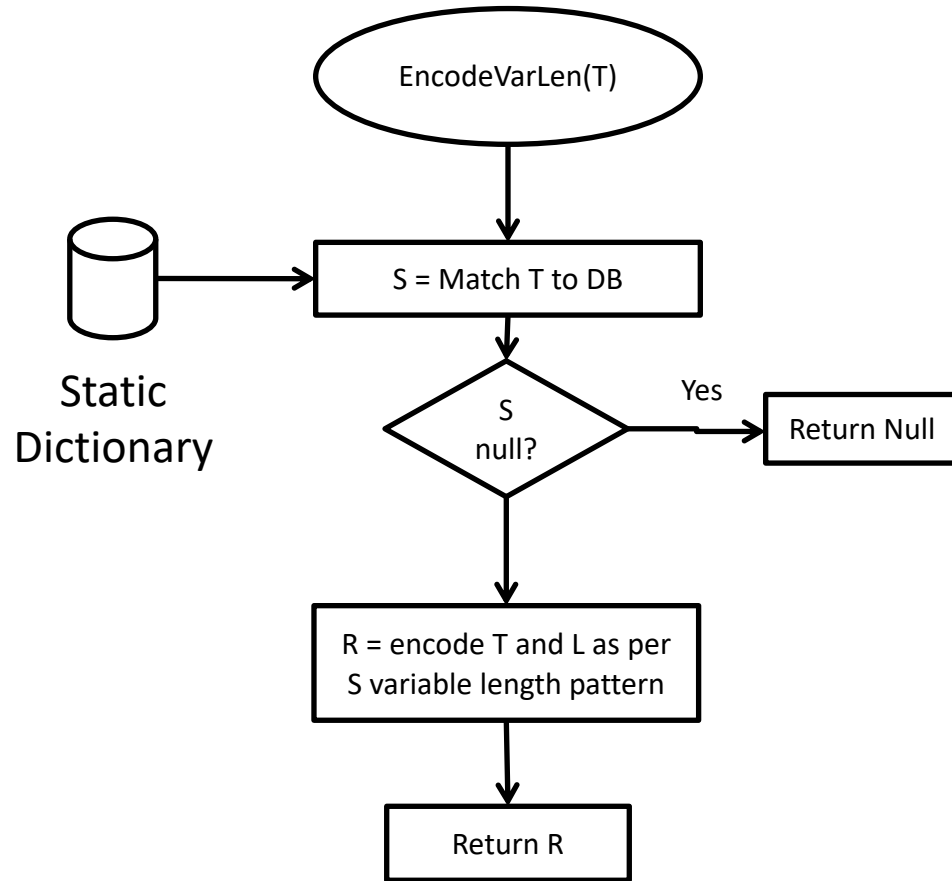 EncodeVarLen(T)
S = Match T to DB
Static
Dictionary
S
null?
Yes
Return Null
R = encode T and L as per
S variable length pattern
Return R